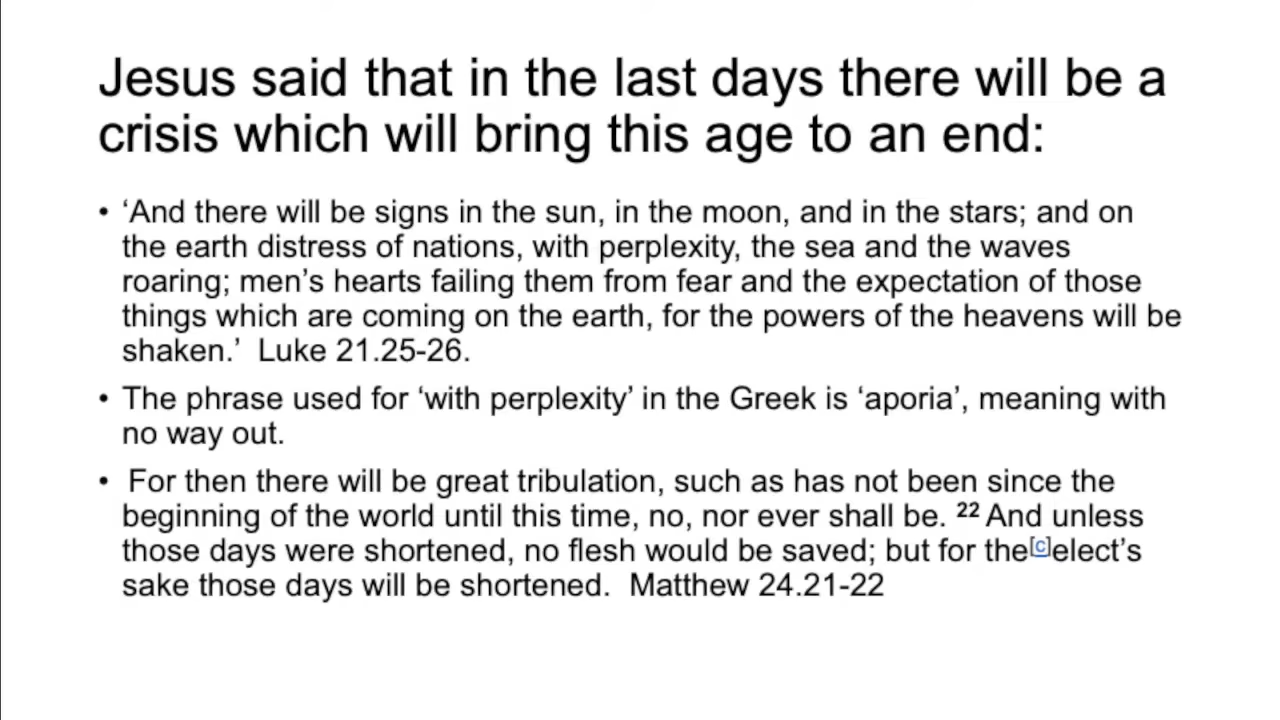 Jesus said that in the last days there will be a
crisis which will bring this age to an end:
• ‘And there will be signs in the sun, in the moon, and in the stars; and on
the earth distress of nations, with perplexity, the sea and the waves
roaring; men’s hearts failing them from fear and the expectation of those
things which are coming on the earth, for the powers of the heavens will be
shaken.’  Luke 21.25-26.
• The phrase used for ‘with perplexity’ in the Greek is ‘aporia’, meaning with
no way out.
• For then there will be great tribulation, such as has not been since the
beginning of the world until this time, no, nor ever shall be. 22 And unless
those days were shortened, no flesh would be saved; but for the[c]elect’s
sake those days will be shortened.  Matthew 24.21-22